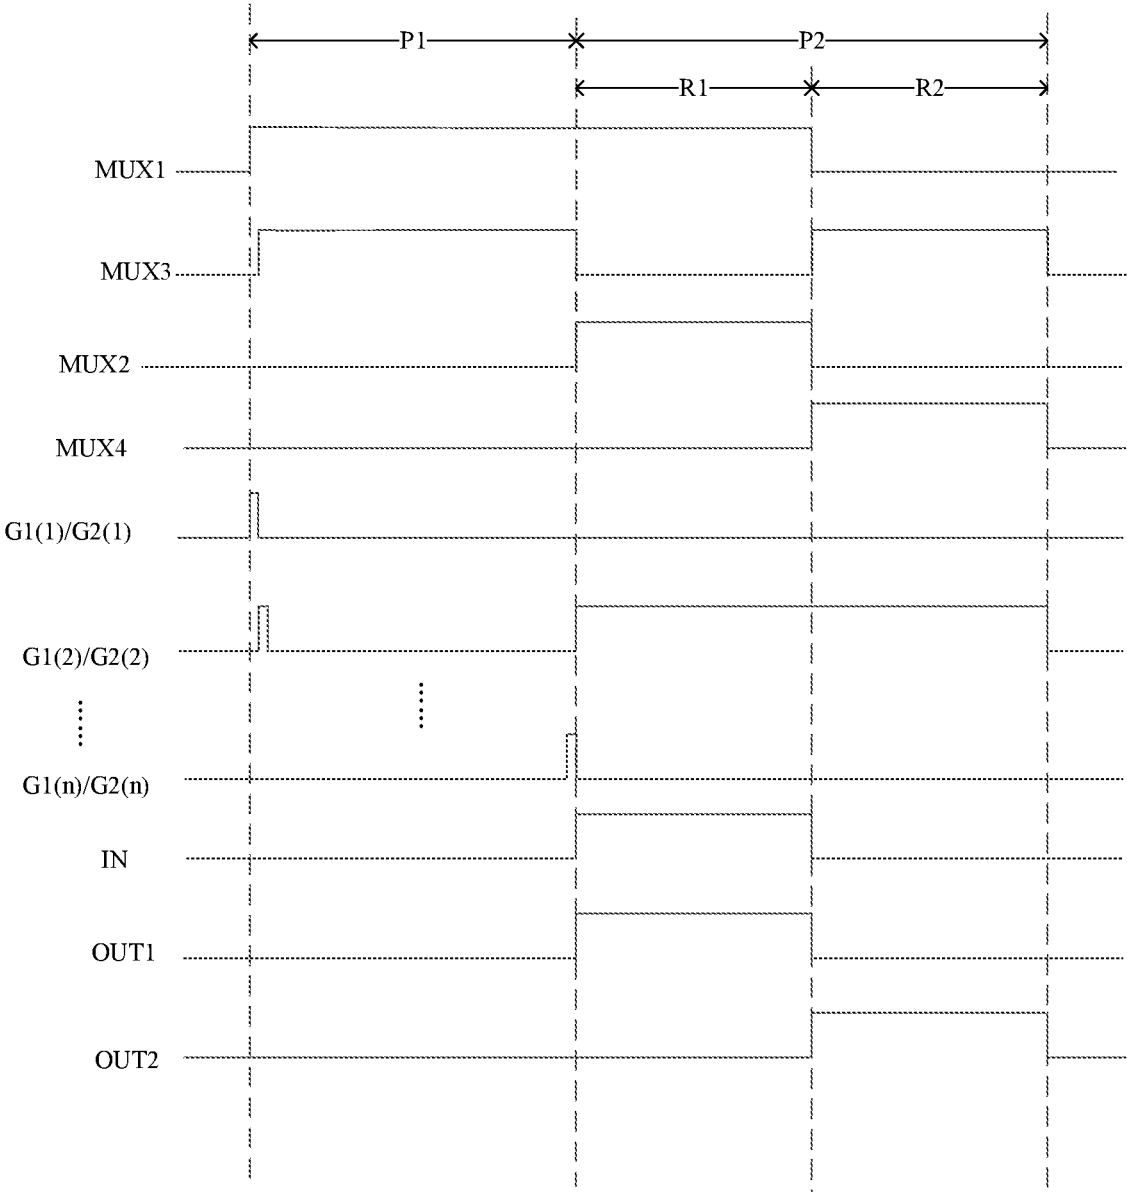 P1
P2
R1
R2
MUX1
MUX3
MUX2
MUX4
G1(1)/G2(1)
G1(2)/G2(2)
G1(n)/G2(n)
IN
OUT1
OUT2